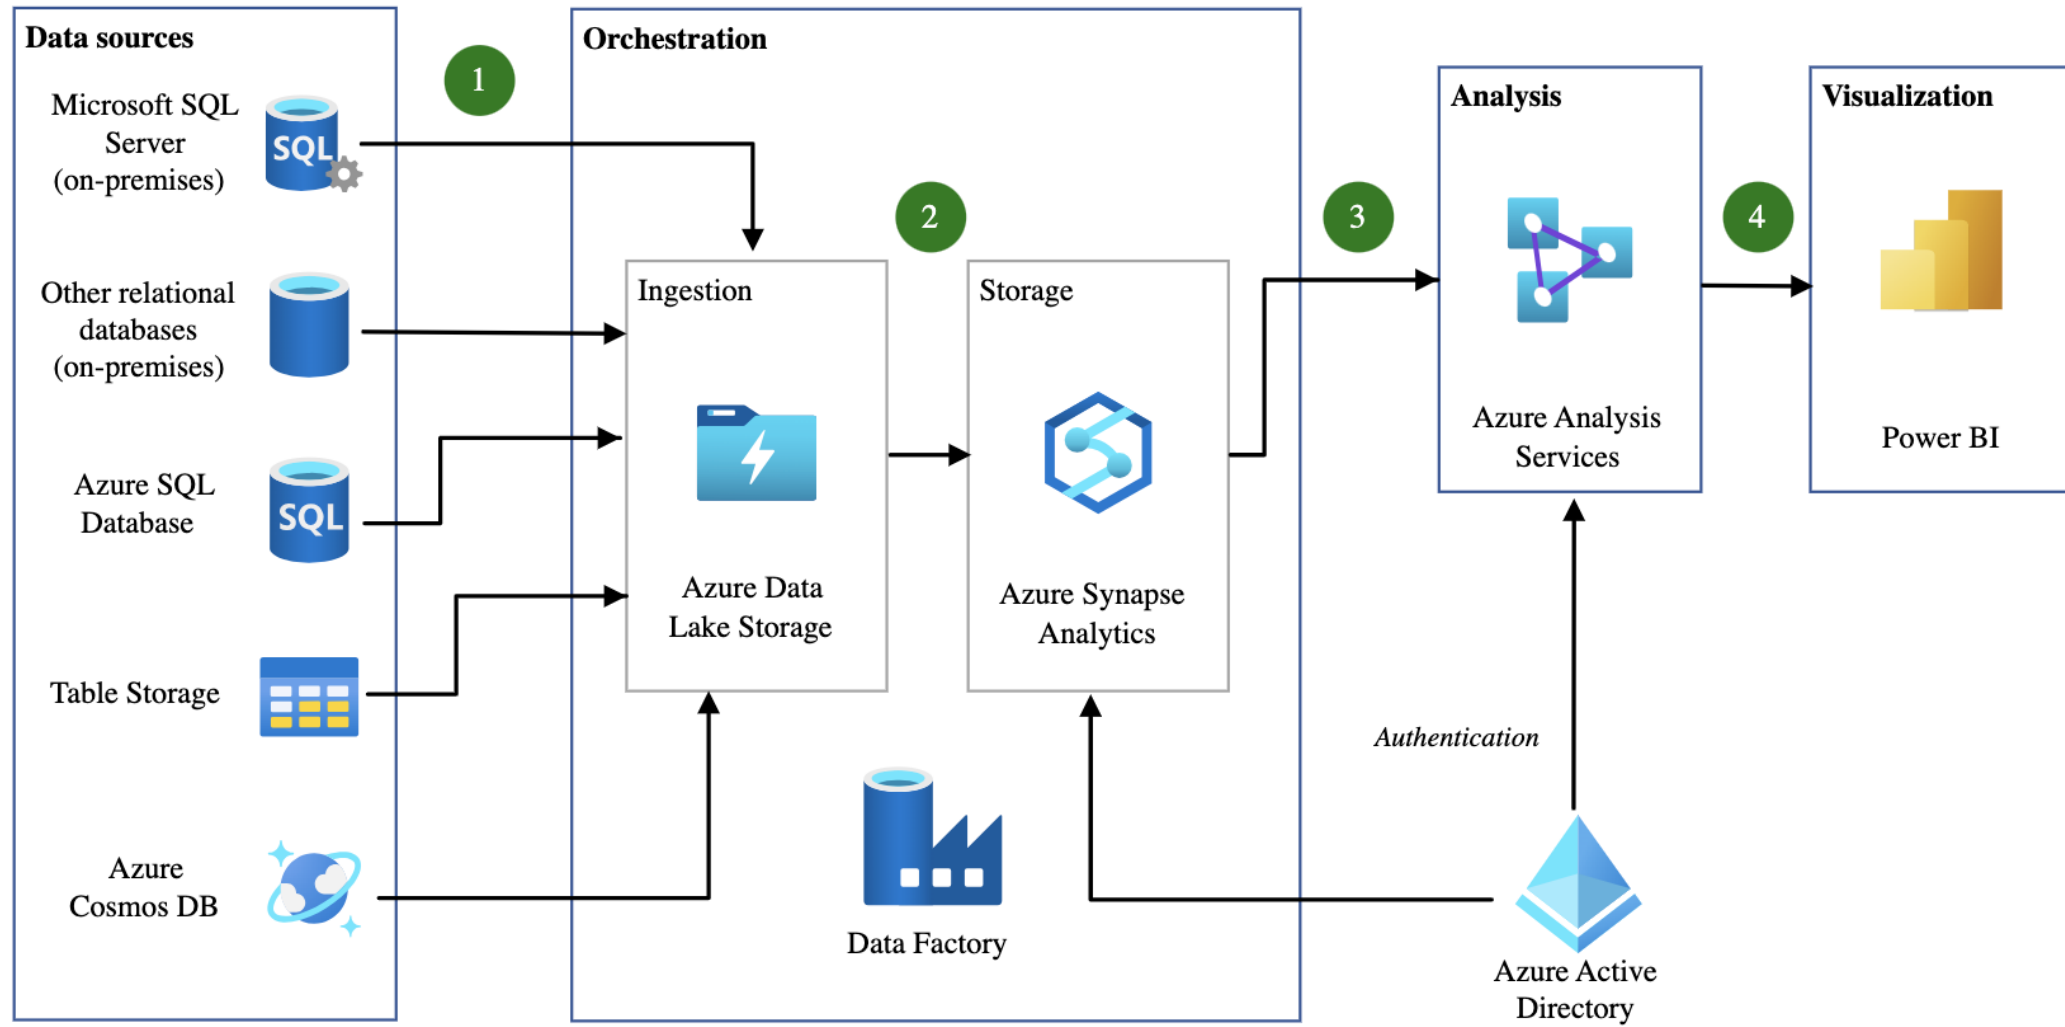 Data sources
Microsoft SQL
Server
(on-premises)
SQL
Other relational
databases
(on-premises)
Azure SQL
Database
SQL
Table Storage
Azure
Cosmos DB
1
Orchestration
Ingestion
Azure Data
Lake Storage
2
Storage
Azure Synapse
Analytics
Data Factory
3
Analysis
Azure Analysis
Services
4
Visualization
Power BI
Authentication
Azure Active
Directory